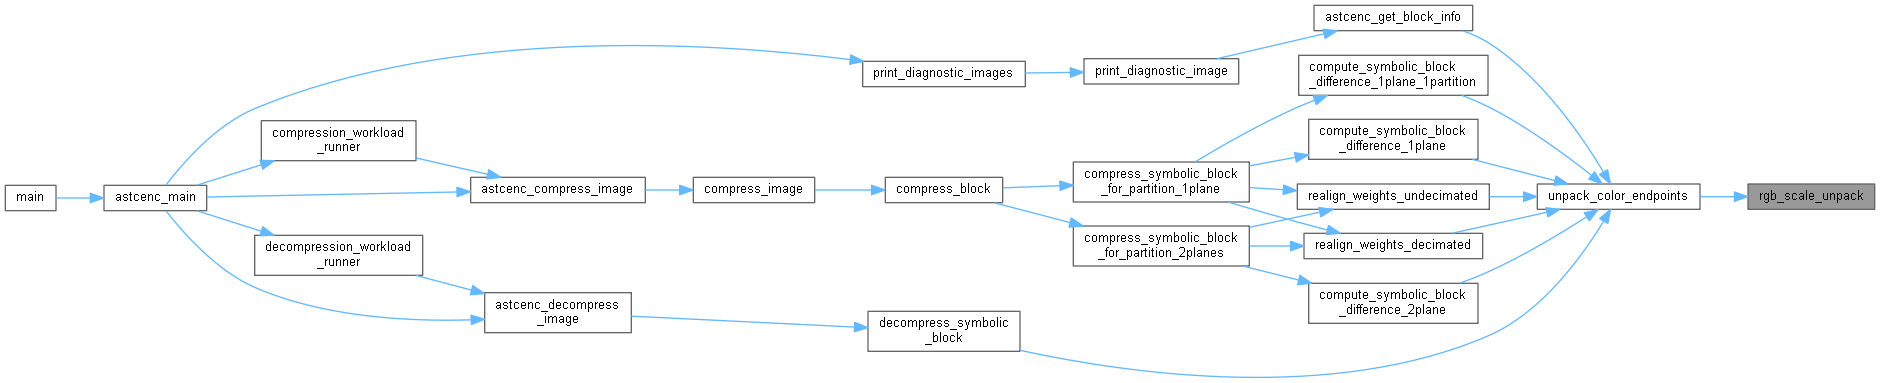 main
astcenc_main
compression_workload
_runner
decompression_workload
_runner
astcenc_compress_image
astcenc_decompress
_image
compress_image
print_diagnostic_images
compress_block
decompress_symbolic
_block
print_diagnostic_image
compress_symbolic_block
_for_partition_1plane
compress_symbolic_block
_for_partition_2planes
astcenc_get_block_info
compute_symbolic_block
_difference_1plane_1partition
compute_symbolic_block
_difference_1plane
realign_weights_undecimated
realign_weights_decimated
compute_symbolic_block
_difference_2plane
unpack_color_endpoints
rgb_scale_unpack